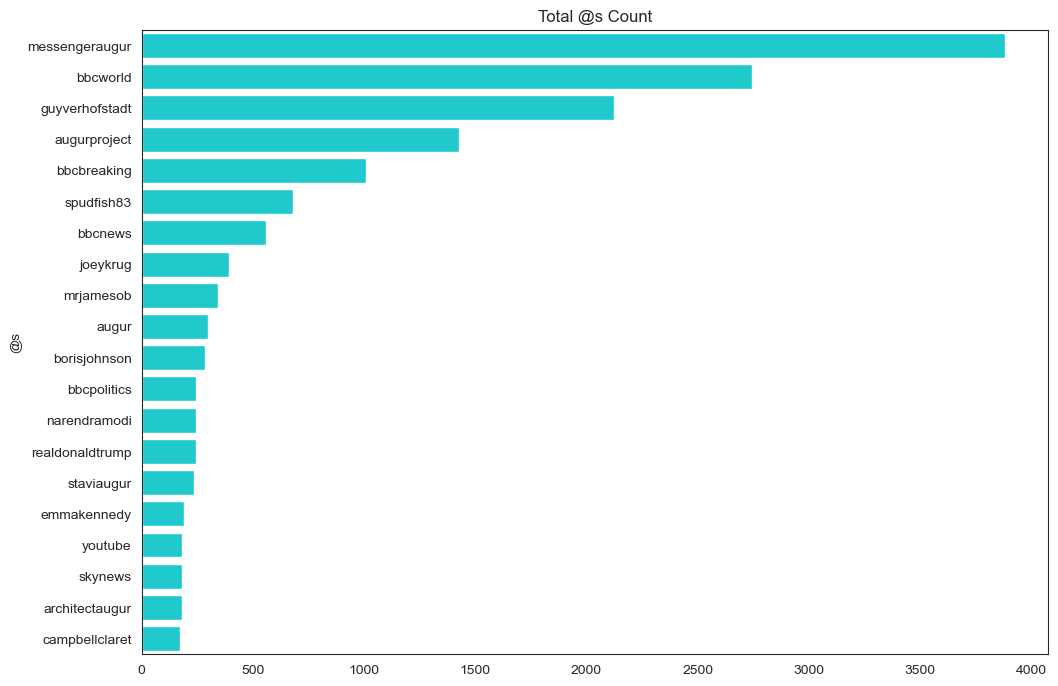 Total @s Count
messengeraugur
bbcworld
guyverhofstadt
augurproject
bbcbreaking
spudfish83
bbcnews
joeykrug
mrjamesob
augur
borisjohnson
bbcpolitics
narendramodi
realdonaldtrump
staviaugur
emmakennedy
youtube
skynews
architectaugur
campbellclaret
@s
0 500 1000 1500 2000 2500 3000 3500 4000